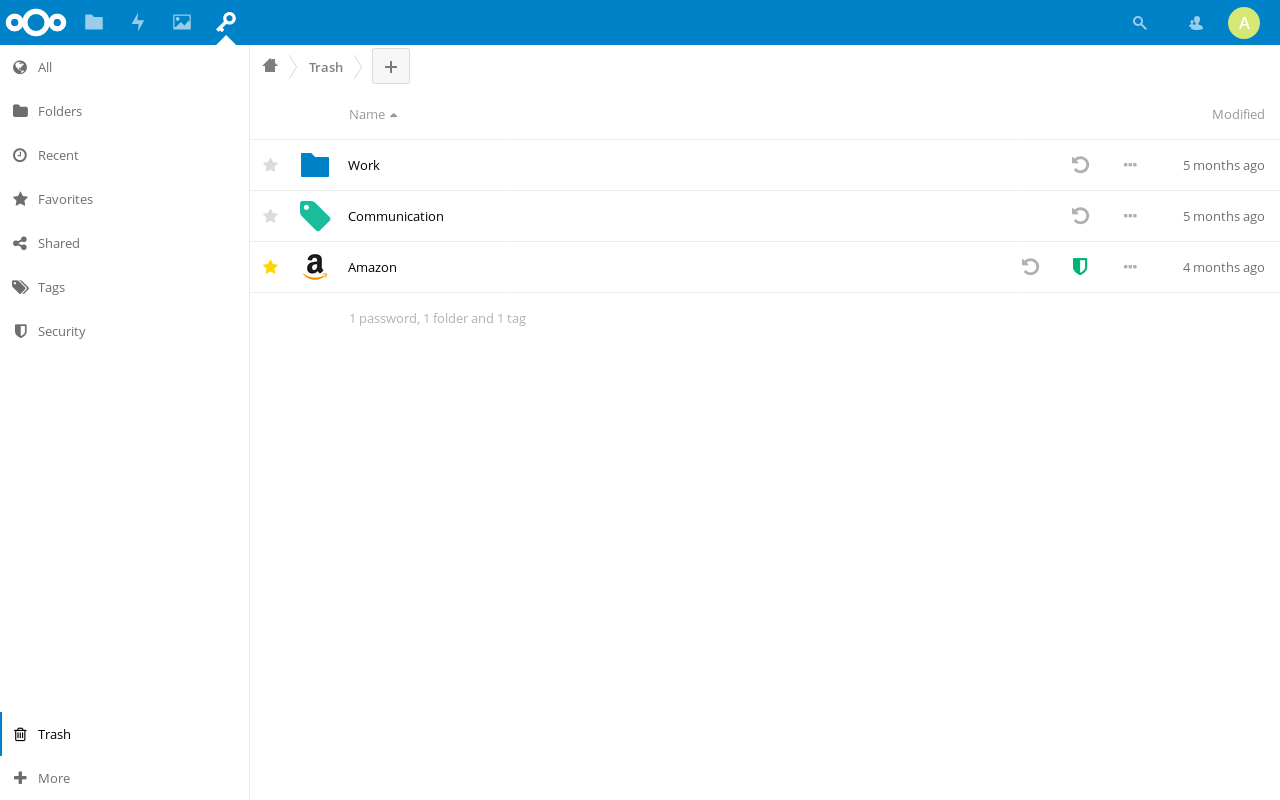 A
All
Folders
Recent
Favorites
Shared
Tags
Security
Trash
More
Trash
Name Modified
Work 5 months ago
Communication 5 months ago
Amazon 4 months ago
1 password, 1 folder and 1 tag